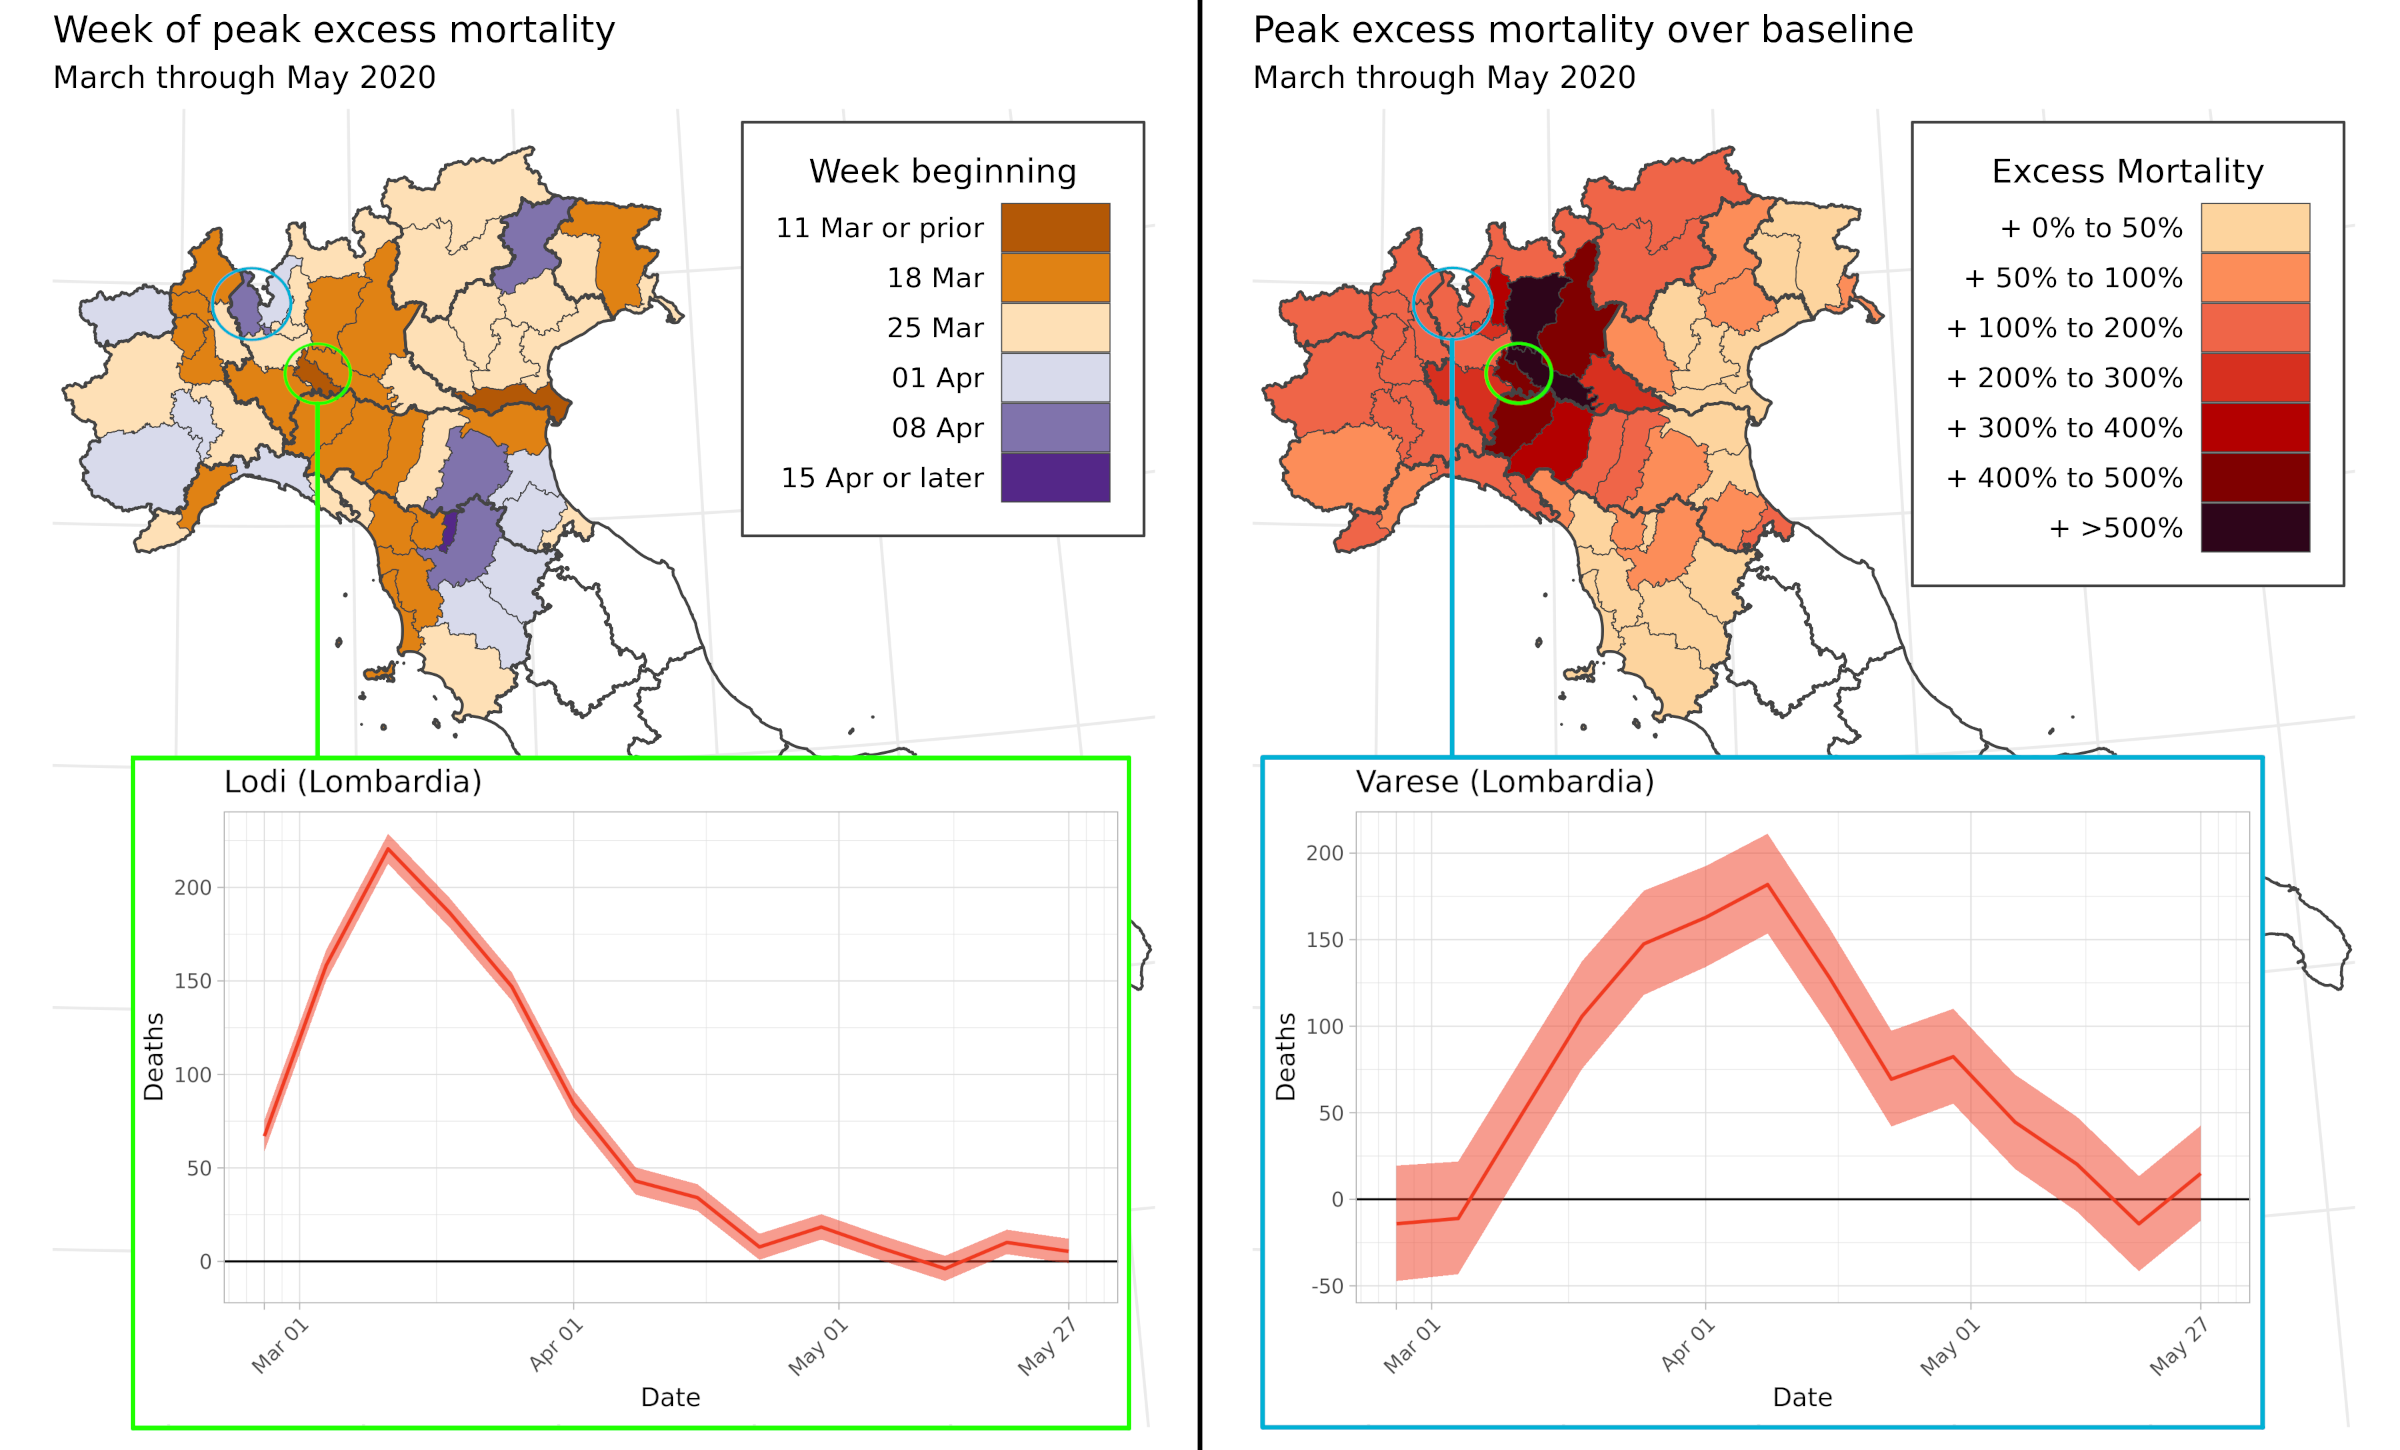 Week of peak excess mortality
March through May 2020
Week beginning
11 Mar or prior
18 Mar
25 Mar
01 Apr
08 Apr
15 Apr or later
Lodi (Lombardia)
Deaths
200
150
100
50
0
Mar 01
Apr 01
May 01
May 27
Date
Peak excess mortality over baseline
March through May 2020
Excess Mortality
+ 0% to 50%
+ 50% to 100%
+ 100% to 200%
+ 200% to 300%
+ 300% to 400%
+ 400% to 500%
+ >500%
Varese (Lombardia)
Deaths
200
150
100
50
0
-50
Mar 01
Apr 01
May 01
May 27
Date